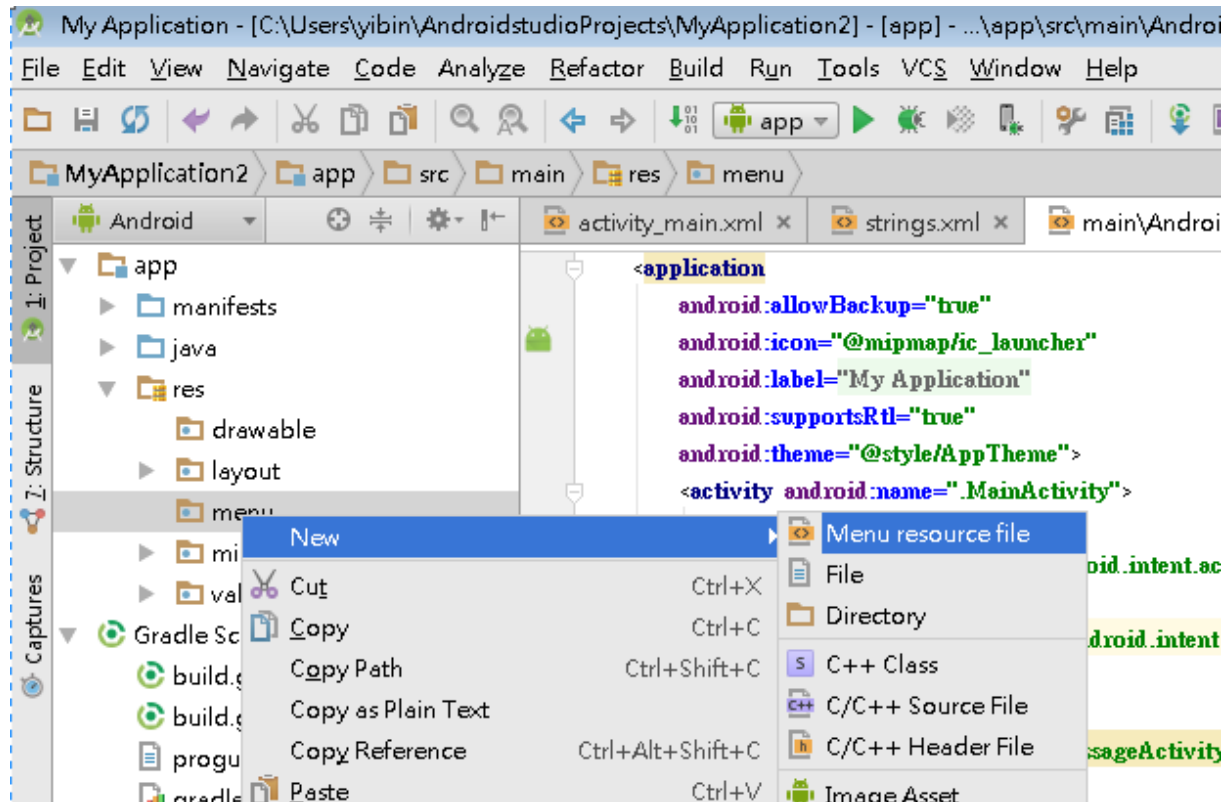 My Application - [C:\Users\yibin\AndroidstudioProjects\MyApplication2] - [app] - ...\app\src\main\Androi
File Edit View Navigate Code Analyze Refactor Build Run Tools VCS Window Help
app
MyApplication2 app src main res menu
Android
activity_main.xml
strings.xml
main\Androi
1: Project
7: Structure
Captures
app
manifests
java
res
drawable
layout
menu
mi
val
Gradle Sc
build.g
build.g
progu
gradle
<application
android:allowBackup="true"
android:icon="@mipmap/ic_launcher"
android:label="My Application"
android:supportsRtl="true"
android:theme="@style/AppTheme">
<activity android:name=".MainActivity">
oid.intent.ac
droid.intent
ssageActivity
New
Cut Ctrl+X
Copy Ctrl+C
Copy Path Ctrl+Shift+C
Copy as Plain Text
Copy Reference Ctrl+Alt+Shift+C
Paste Ctrl+V
Menu resource file
File
Directory
C++ Class
C/C++ Source File
C/C++ Header File
Image Asset